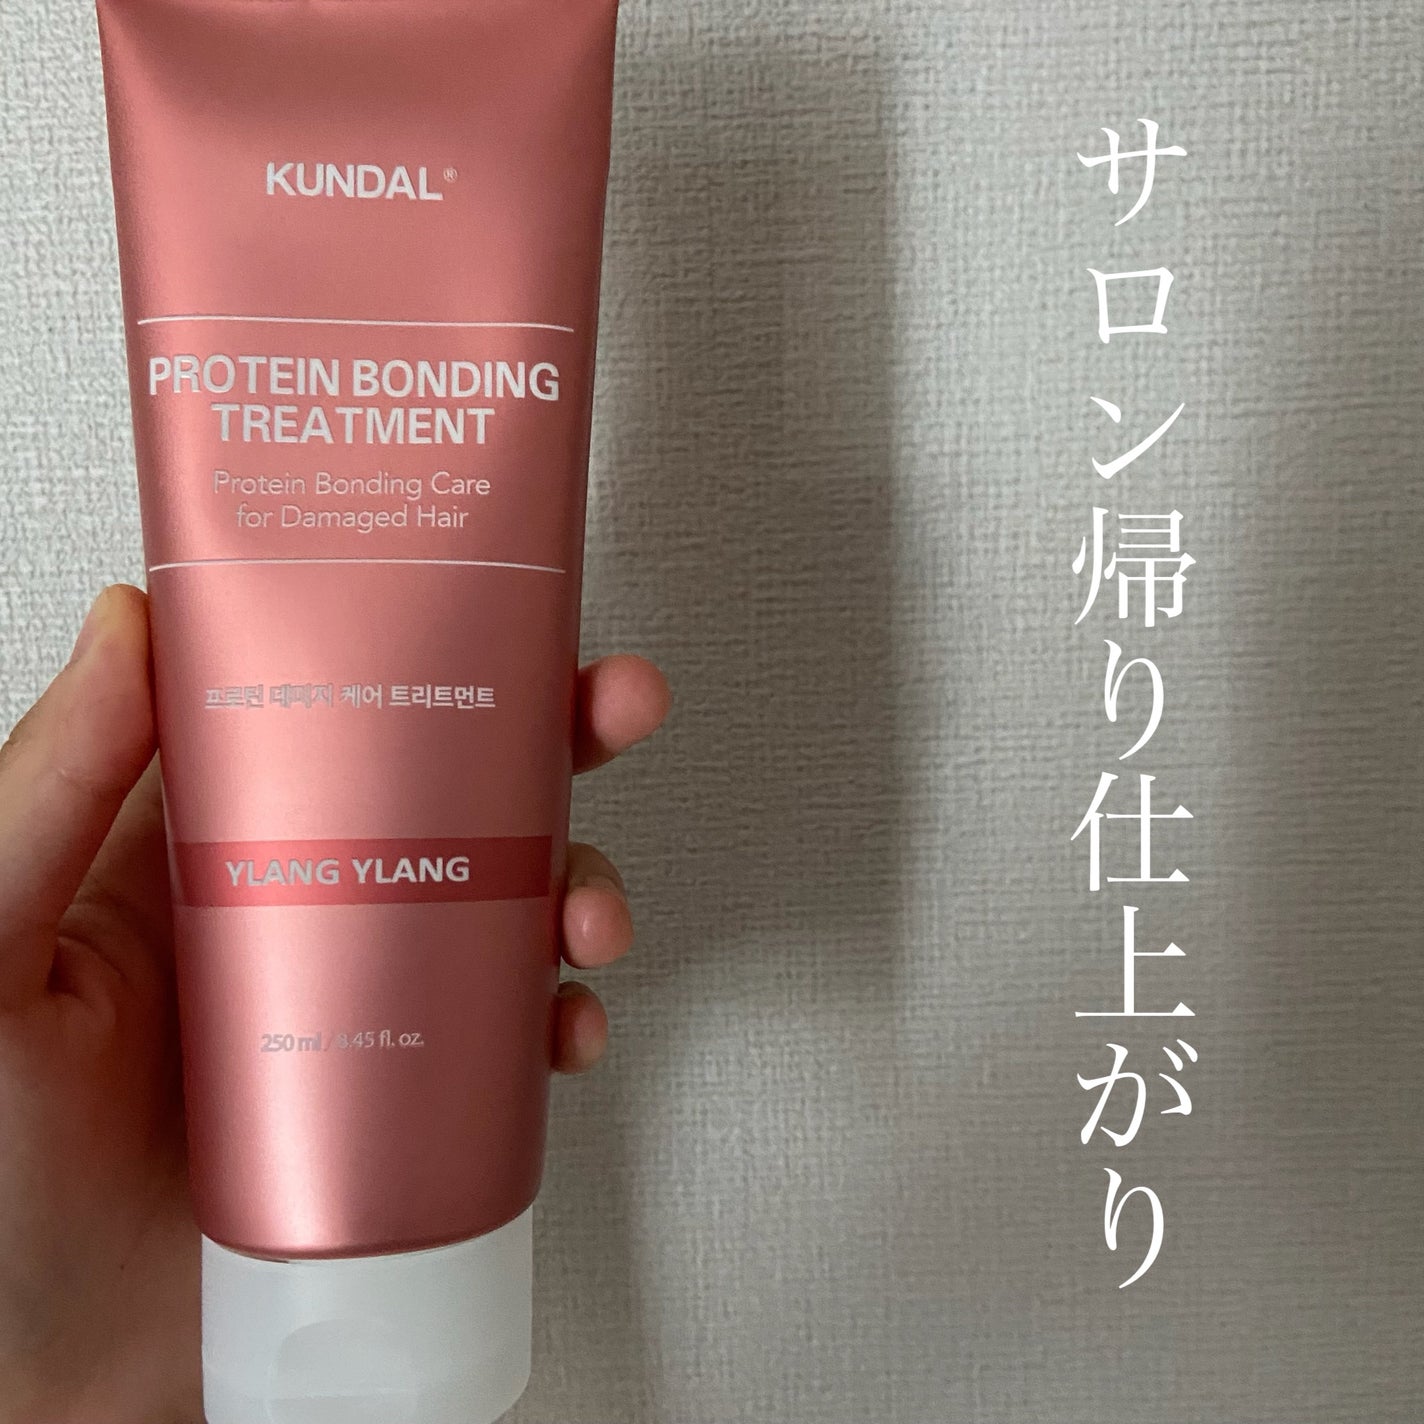 KUNDAL®
PROTEIN BONDING
TREATMENT
Protein Bonding Care
for Damaged Hair
프로틴 데미지 케어 트리트먼트
YLANG YLANG
250 ml / 8.45 fl. oz.
サロン帰り仕上がり